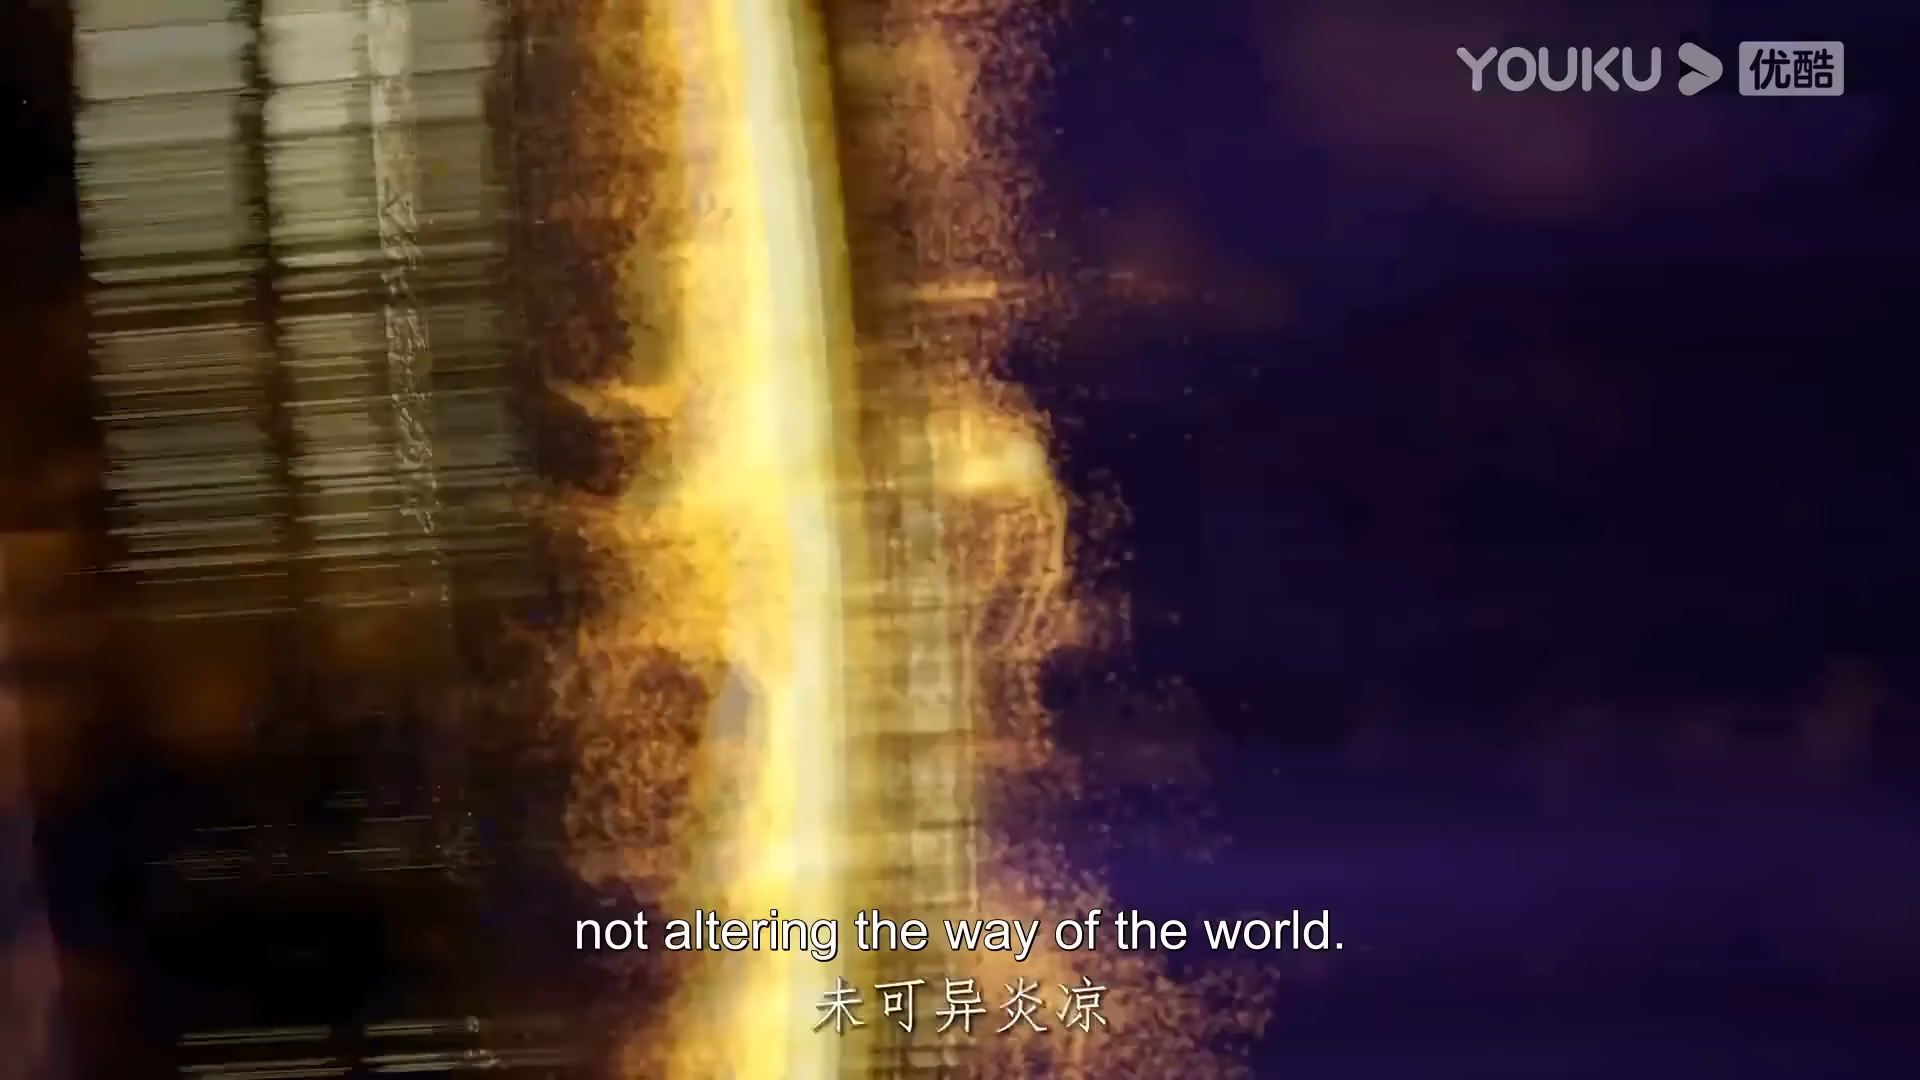 YOUKU 优酷
not altering the way of the world.
未可异炎凉